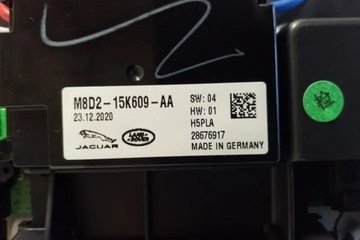 M8D2-15K609-AA
23.12.2020
SW: 04
HW: 01
H5PLA
28676917
MADE IN GERMANY
JAGUAR
LAND-
ROVER